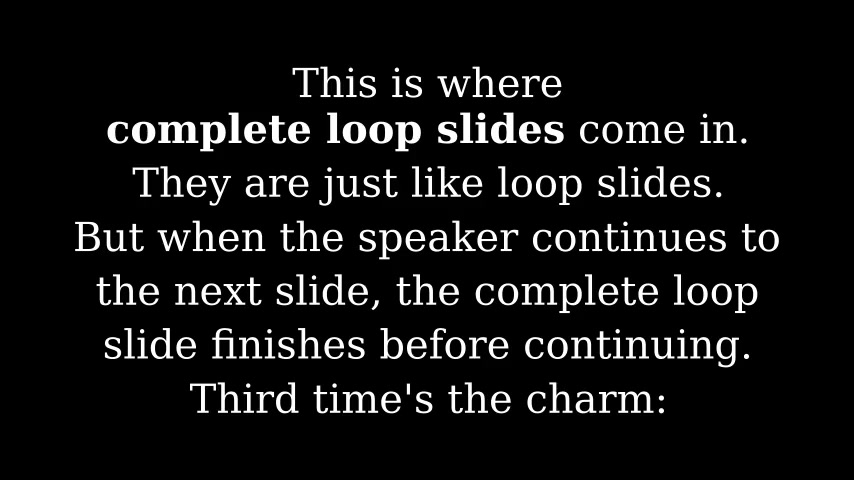 This is where
complete loop slides come in.
They are just like loop slides.
But when the speaker continues to
the next slide, the complete loop
slide finishes before continuing.
Third time's the charm: